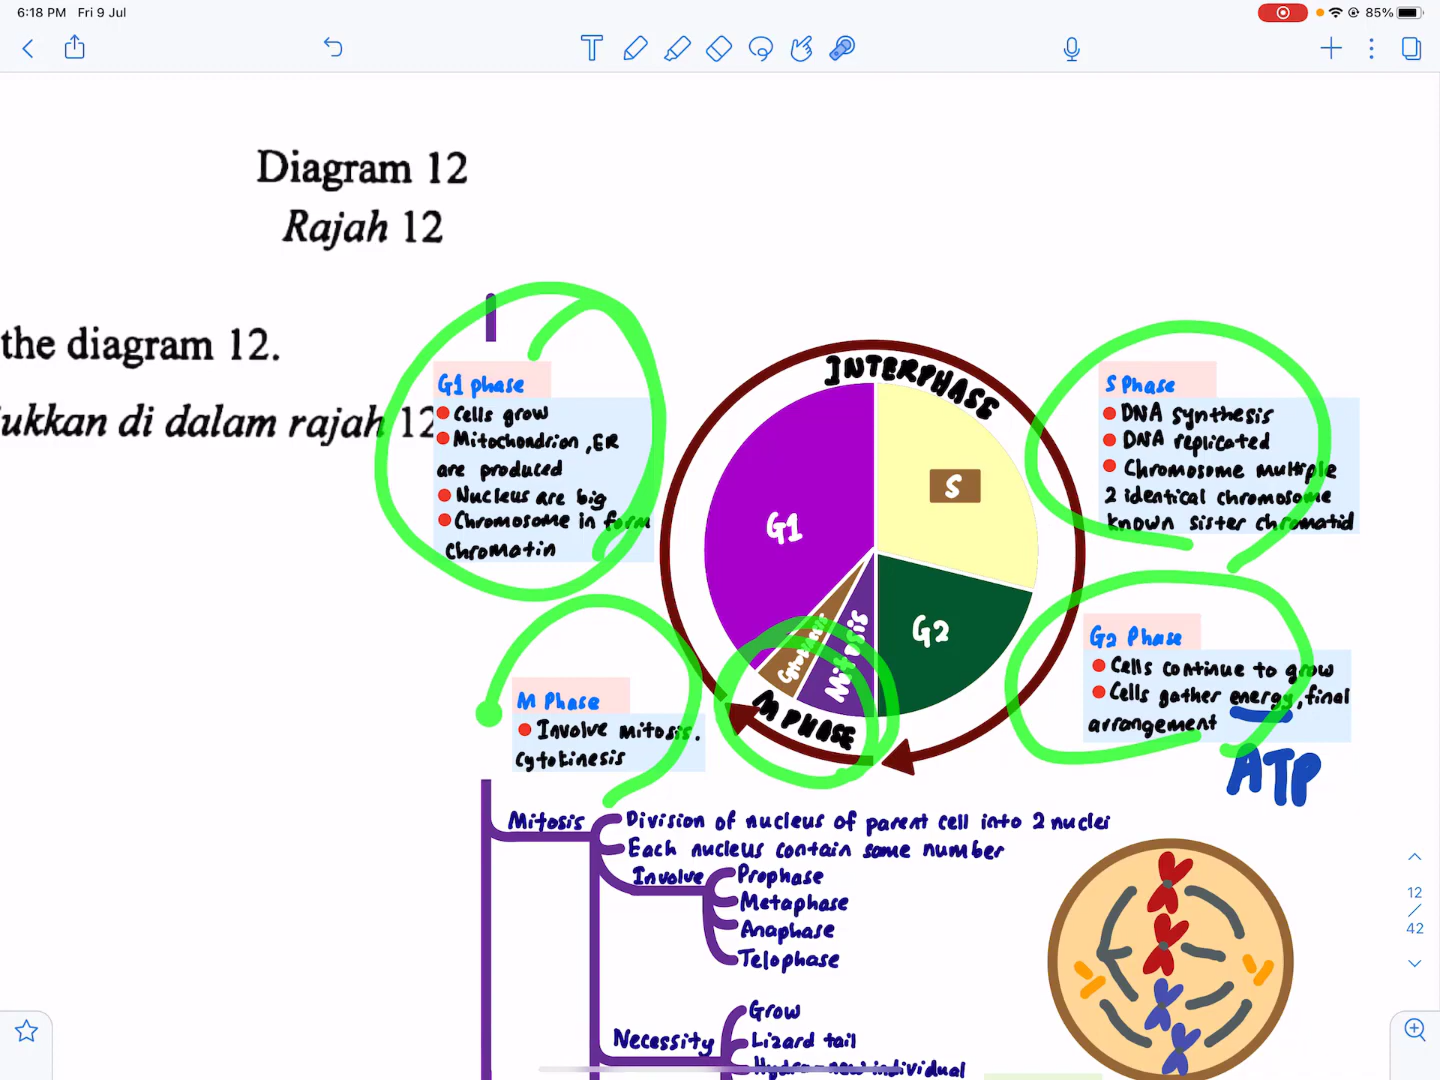 6:18 PM Fri 9 Jul
85%
Diagram 12
Rajah 12
the diagram 12.
ukkan di dalam rajah 12
G1 phase
Cells grow
Mitochondrion, ER
are produced
Nucleus are big
Chromosome in form
chromatin
INTERPHASE
S
G1
G2
Mitosis
M PHASE
S Phase
DNA synthesis
DNA replicated
Chromosome multiple
2 identical chromosome
known sister chromatid
G2 Phase
Cells continue to grow
Cells gather energy, final
arrangement
ATP
M Phase
Involve mitosis.
cytokinesis
Mitosis
Division of nucleus of parent cell into 2 nuclei
Each nucleus contain same number
Involve
Prophase
Metaphase
Anaphase
Telophase
Necessity
Grow
Lizard tail
Hydra-new individual
12
/
42